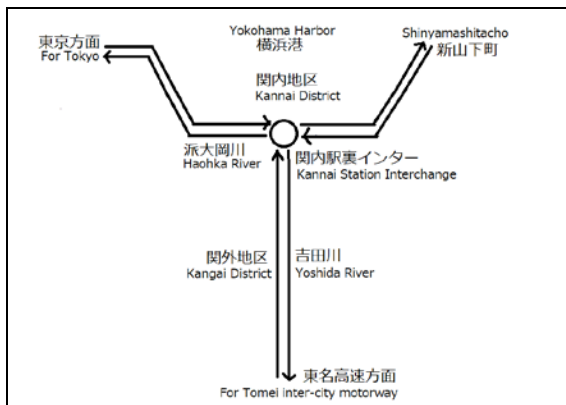 東京方面
For Tokyo
Yokohama Harbor
横浜港
Shinyamashitacho
新山下町
関内地区
Kannai District
派大岡川
Haohka River
関内駅裏インター
Kannai Station Interchange
関外地区
Kangai District
吉田川
Yoshida River
東名高速方面
For Tomei inter-city motorway